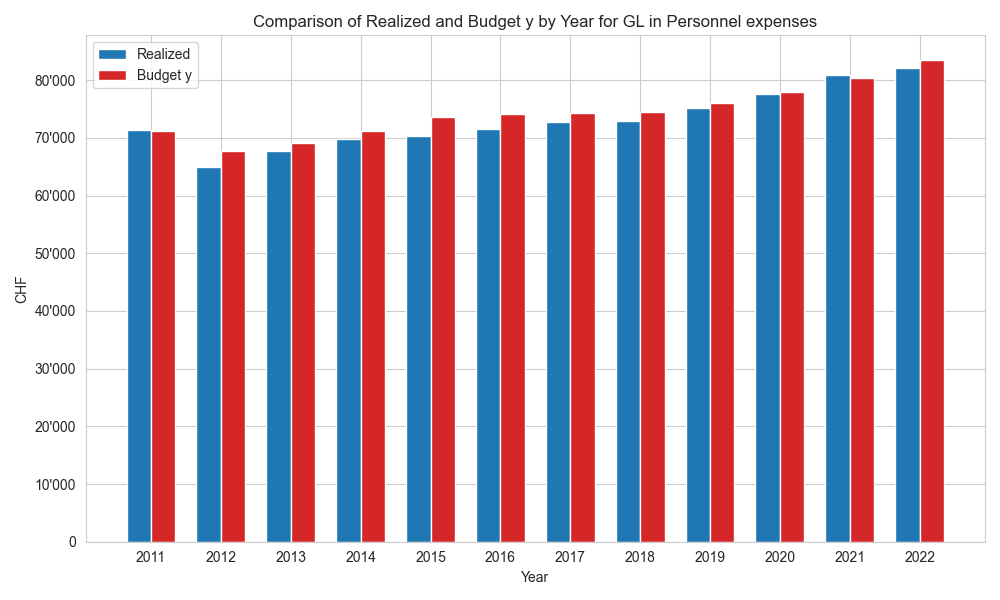 Comparison of Realized and Budget y by Year for GL in Personnel expenses
Realized
Budget y
80'000
70'000
60'000
50'000
40'000
30'000
20'000
10'000
0
CHF
2011 2012 2013 2014 2015 2016 2017 2018 2019 2020 2021 2022
Year